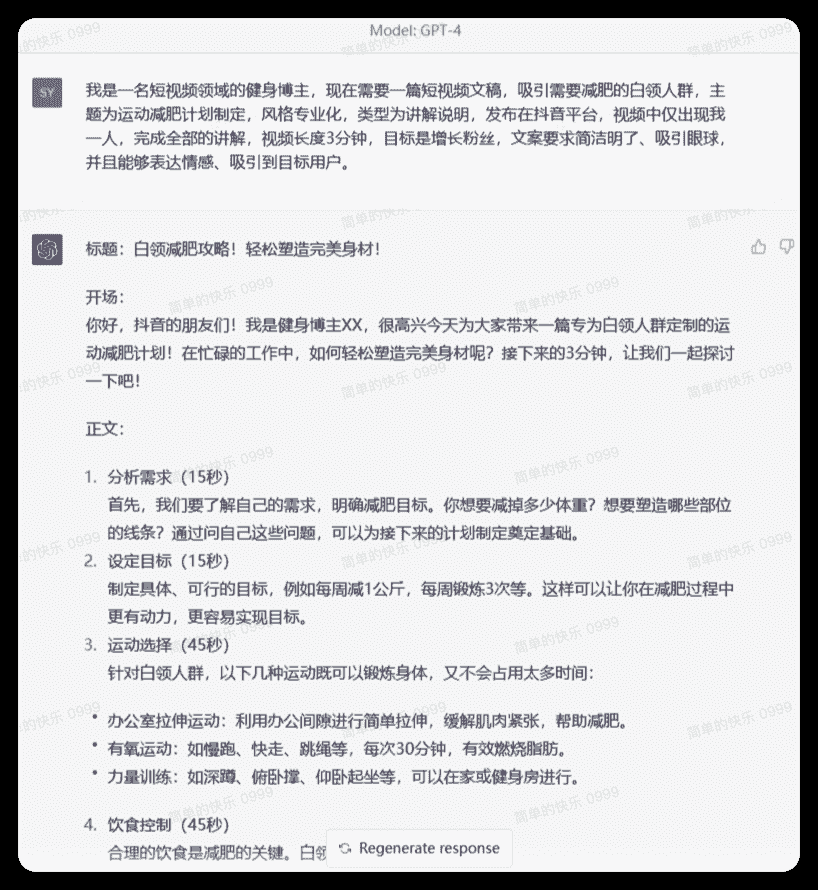 Model: GPT-4
SY
我是一名短视频领域的健身博主，现在需要一篇短视频文稿，吸引需要减肥的白领人群，主
题为运动减肥计划制定，风格专业化，类型为讲解说明，发布在抖音平台，视频中仅出现我
一人，完成全部的讲解，视频长度3分钟，目标是增长粉丝，文案要求简洁明了、吸引眼球，
并且能够表达情感、吸引到目标用户。
标题：白领减肥攻略！轻松塑造完美身材！
开场：
你好，抖音的朋友们！我是健身博主XX，很高兴今天为大家带来一篇专为白领人群定制的运
动减肥计划！在忙碌的工作中，如何轻松塑造完美身材呢？接下来的3分钟，让我们一起探讨
一下吧！
正文：
1. 分析需求（15秒）
首先，我们要了解自己的需求，明确减肥目标。你想要减掉多少体重？想要塑造哪些部位
的线条？通过问自己这些问题，可以为接下来的计划制定奠定基础。
2. 设定目标（15秒）
制定具体、可行的目标，例如每周减1公斤，每周锻炼3次等。这样可以让你在减肥过程中
更有动力，更容易实现目标。
3. 运动选择（45秒）
针对白领人群，以下几种运动既可以锻炼身体，又不会占用太多时间：
• 办公室拉伸运动：利用办公间隙进行简单拉伸，缓解肌肉紧张，帮助减肥。
• 有氧运动：如慢跑、快走、跳绳等，每次30分钟，有效燃烧脂肪。
• 力量训练：如深蹲、俯卧撑、仰卧起坐等，可以在家或健身房进行。
4. 饮食控制（45秒）
合理的饮食是减肥的关键。白领
Regenerate response
简单的快乐 0999